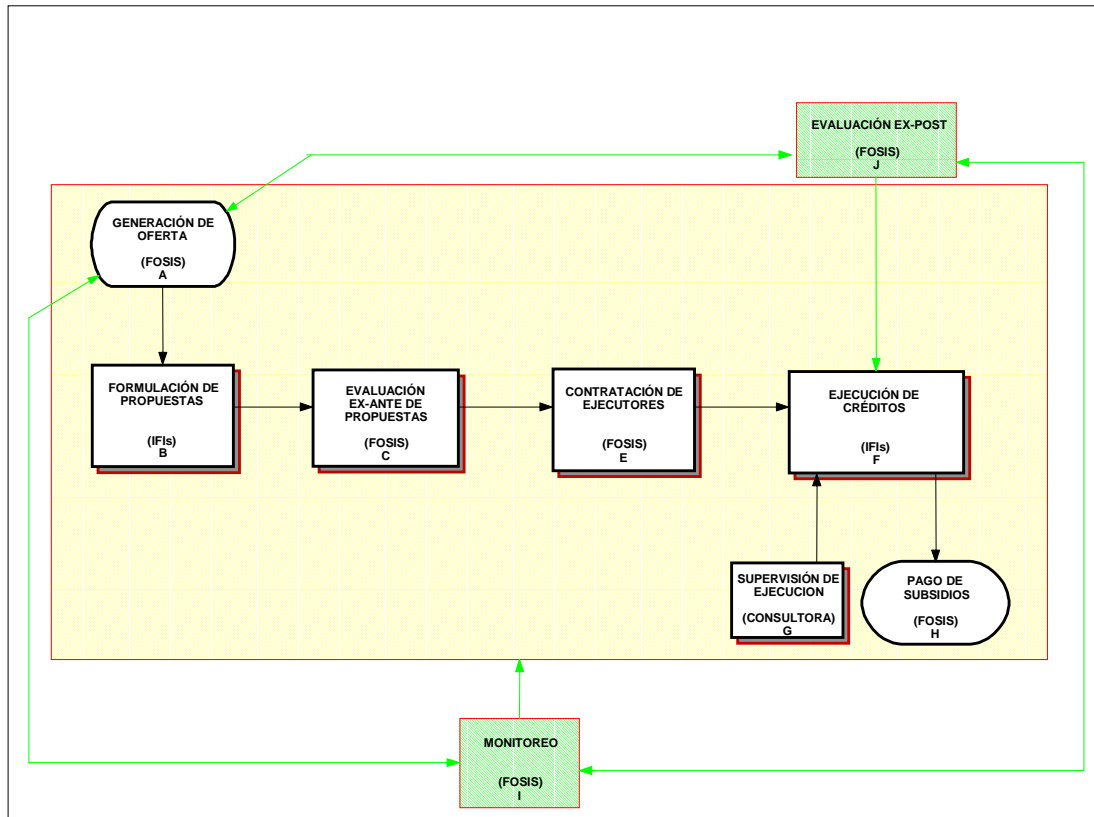 EVALUACIÓN EX-POST
(FOSIS)
J
GENERACIÓN DE
OFERTA
(FOSIS)
A
FORMULACIÓN DE
PROPUESTAS
(IFIs)
B
EVALUACIÓN
EX-ANTE DE
PROPUESTAS
(FOSIS)
C
CONTRATACIÓN DE
EJECUTORES
(FOSIS)
E
EJECUCIÓN DE
CRÉDITOS
(IFIs)
F
SUPERVISIÓN DE
EJECUCION
(CONSULTORA)
G
PAGO DE
SUBSIDIOS
(FOSIS)
H
MONITOREO
(FOSIS)
I